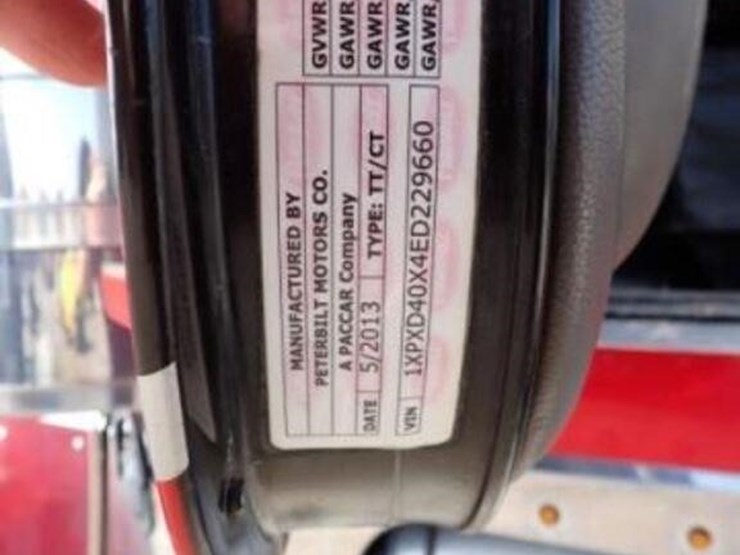 GVWR
GAWR,
GAWR,
GAWR,
GAWR,
MANUFACTURED BY
PETERBILT MOTORS CO.
A PACCAR Company
DATE 5/2013 TYPE: TT/CT
VIN 1XPXD40X4ED229660